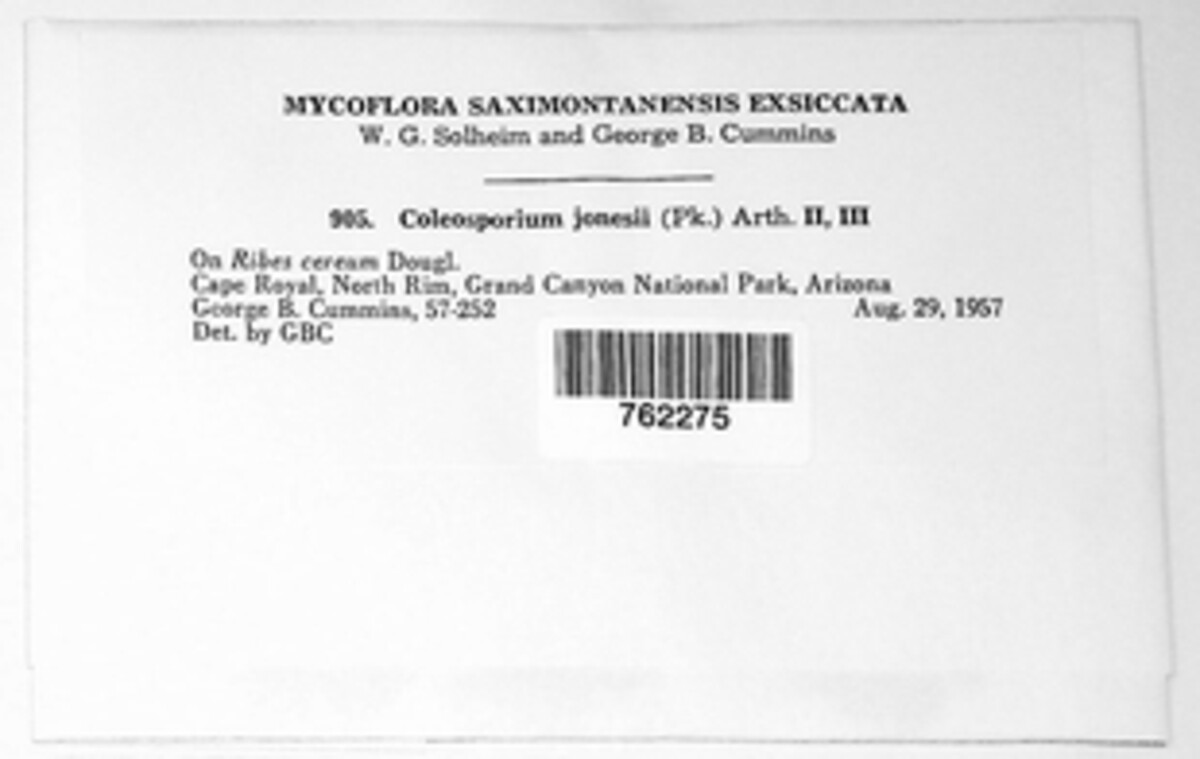 MYCOFLORA SAXIMONTANENSIS EXSICCATA
W. G. Solheim and George B. Cummins
905. Coleosporium jonesii (Pk.) Arth. II, III
On Ribes cereum Dougl.
Cape Royal, North Rim, Grand Canyon National Park, Arizona
George B. Cummins, 57-252 Aug. 29, 1957
Det. by GBC
762275